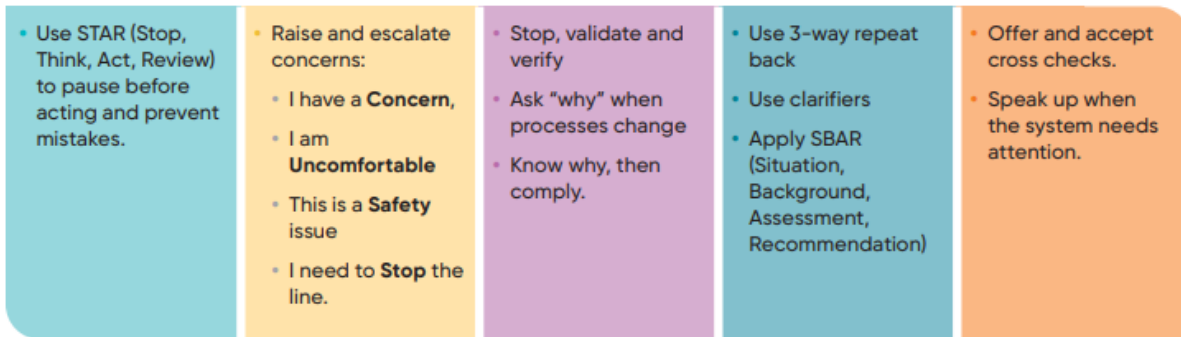 • Use STAR (Stop,
Think, Act, Review)
to pause before
acting and prevent
mistakes.
• Raise and escalate
concerns:
• I have a Concern,
• I am
Uncomfortable
• This is a Safety
issue
• I need to Stop the
line.
• Stop, validate and
verify
• Ask “why” when
processes change
• Know why, then
comply.
• Use 3-way repeat
back
• Use clarifiers
• Apply SBAR
(Situation,
Background,
Assessment,
Recommendation)
• Offer and accept
cross checks.
• Speak up when
the system needs
attention.